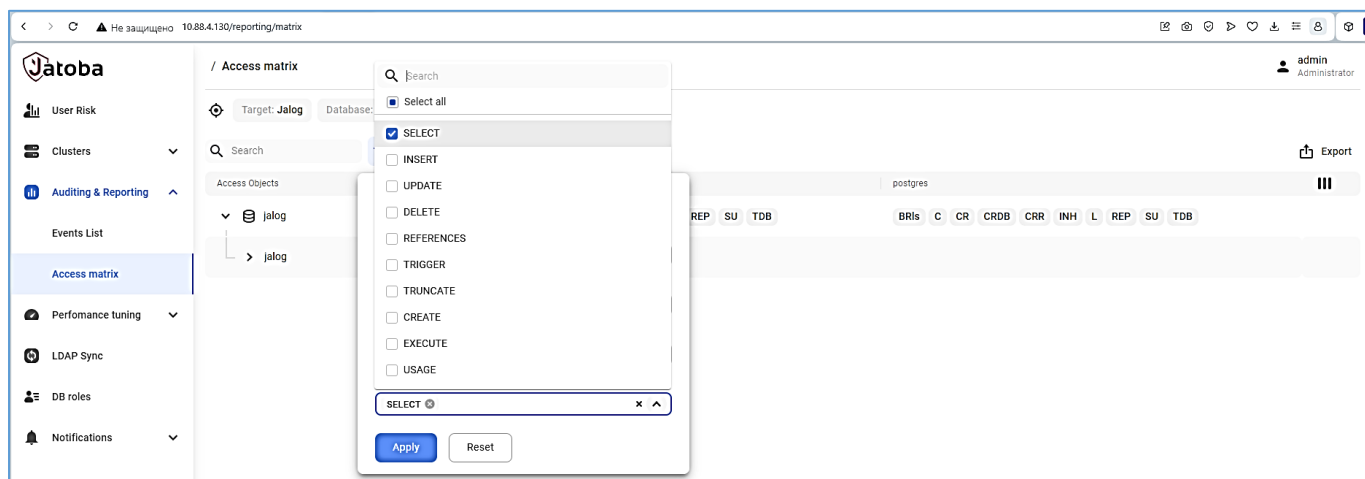 Не защищено 10.88.4.130/reporting/matrix
Jatoba
/ Access matrix
admin
Administrator
User Risk
Clusters
Auditing & Reporting
Events List
Access matrix
Perfomance tuning
LDAP Sync
DB roles
Notifications
Target: Jalog
Database:
Search
Export
Access Objects
postgres
jalog
REP SU TDB
BRls C CR CRDB CRR INH L REP SU TDB
jalog
Search
Select all
SELECT
INSERT
UPDATE
DELETE
REFERENCES
TRIGGER
TRUNCATE
CREATE
EXECUTE
USAGE
SELECT
Apply
Reset